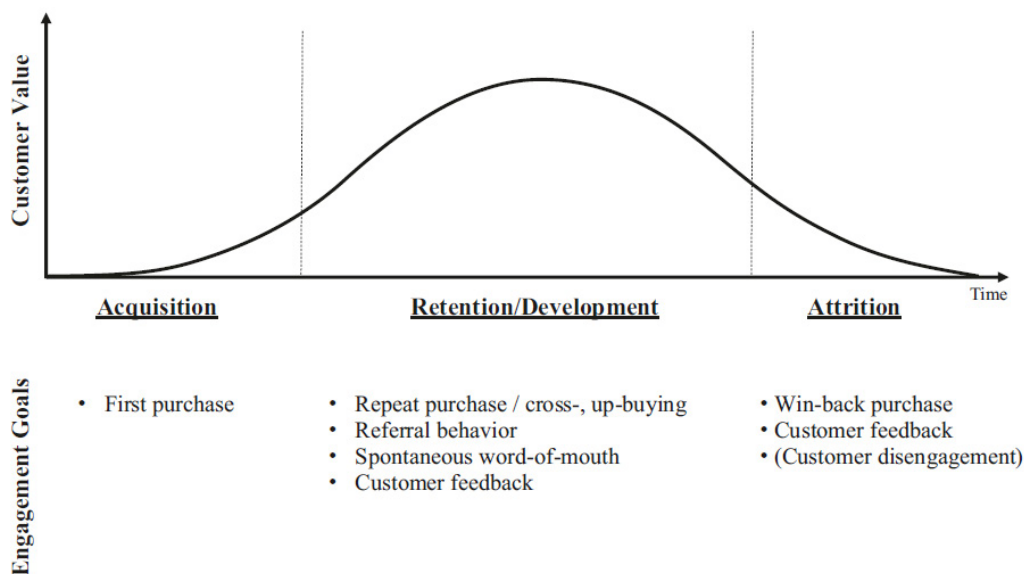 Customer Value
Time
Acquisition
Retention/Development
Attrition
Engagement Goals
• First purchase
• Repeat purchase / cross-, up-buying
• Referral behavior
• Spontaneous word-of-mouth
• Customer feedback
• Win-back purchase
• Customer feedback
• (Customer disengagement)